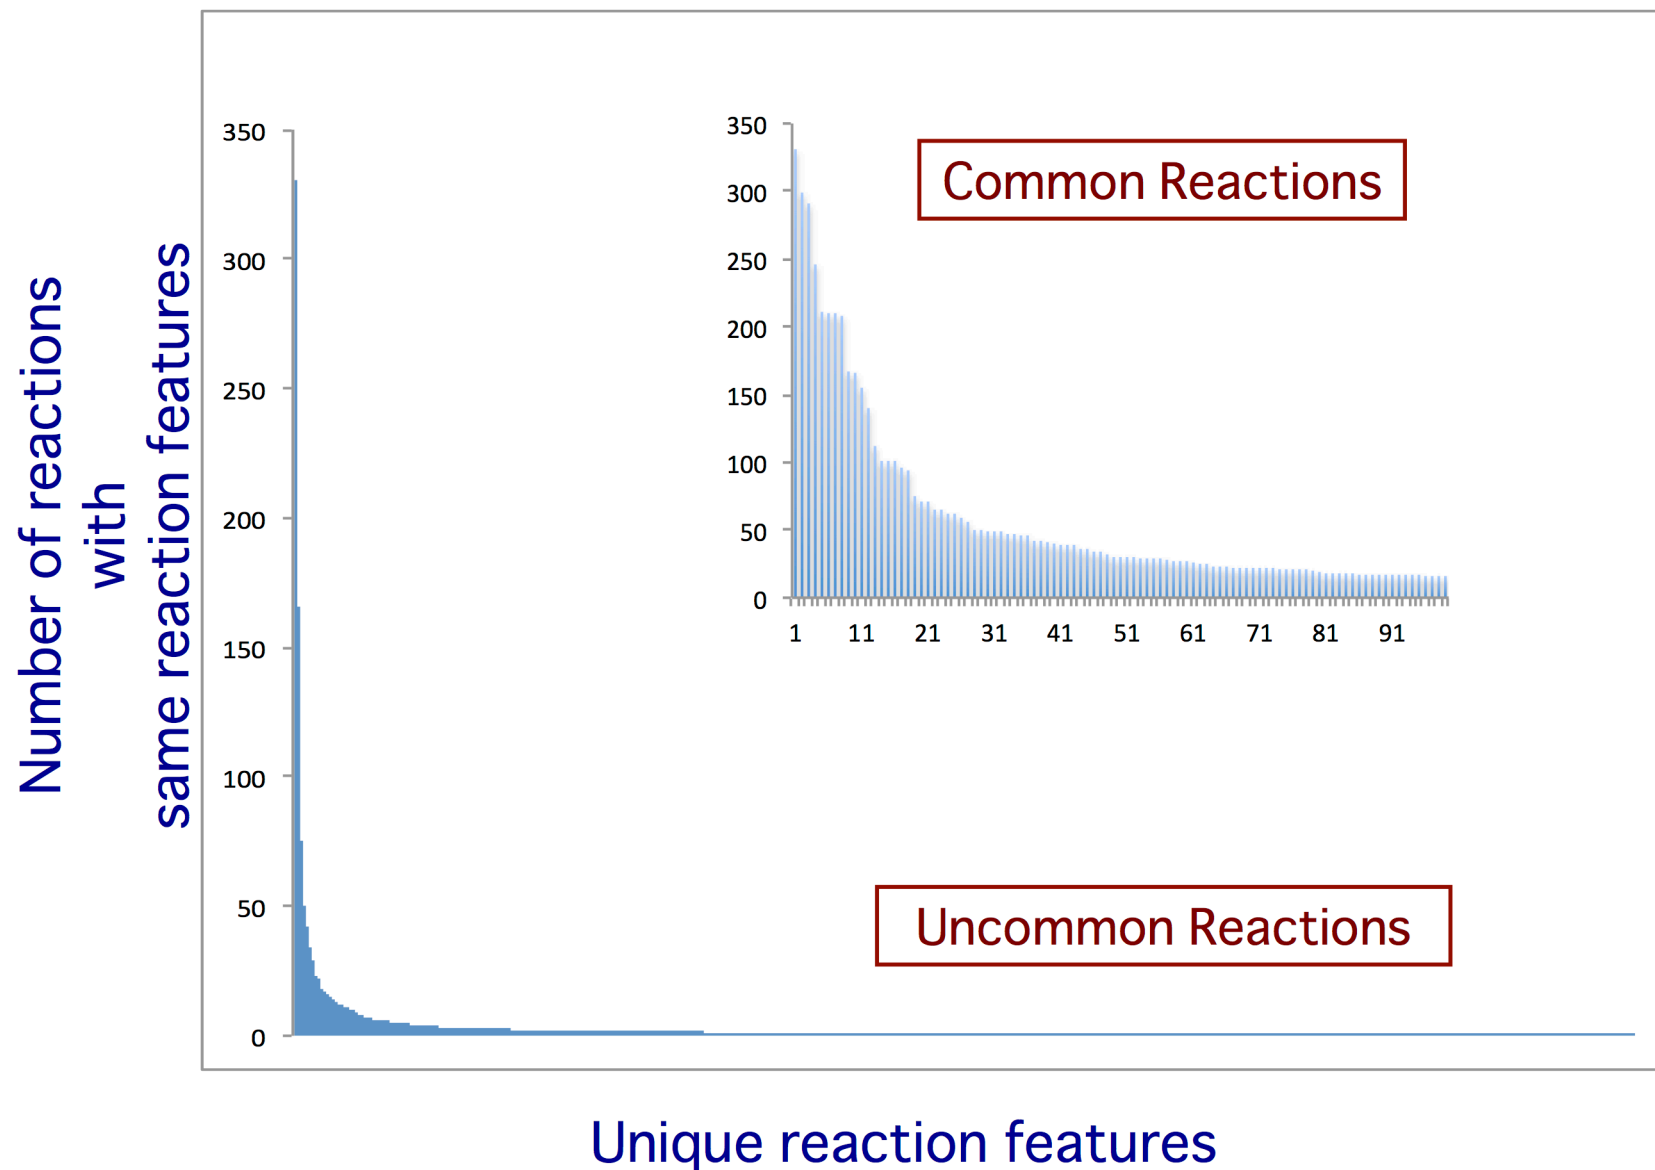 Number of reactions
with
same reaction features
350
300
250
200
150
100
50
0
350
300
250
200
150
100
50
0
1 11 21 31 41 51 61 71 81 91
Common Reactions
Uncommon Reactions
Unique reaction features